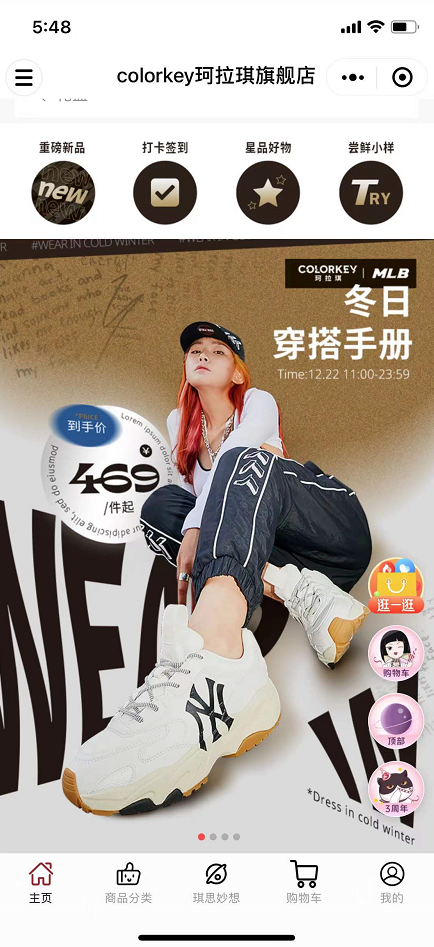 5:48
colorkey珂拉琪旗舰店
重磅新品
打卡签到
星品好物
尝鲜小样
new
TRY
#WEAR IN COLD WINTER
COLORKEY
珂拉琪
MLB
冬日
穿搭手册
Time:12.22 11:00-23:59
*PRICE
到手价
Lorem ipsum dolor sit
¥
469
/件起
adipiscing elit, sed do eiusmod
NY
逛一逛
购物车
顶部
3周年
*Dress in cold winter
主页
商品分类
琪思妙想
购物车
我的